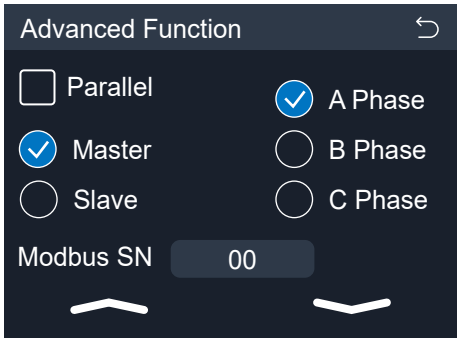 Advanced Function
Parallel
A Phase
Master
B Phase
Slave
C Phase
Modbus SN 00